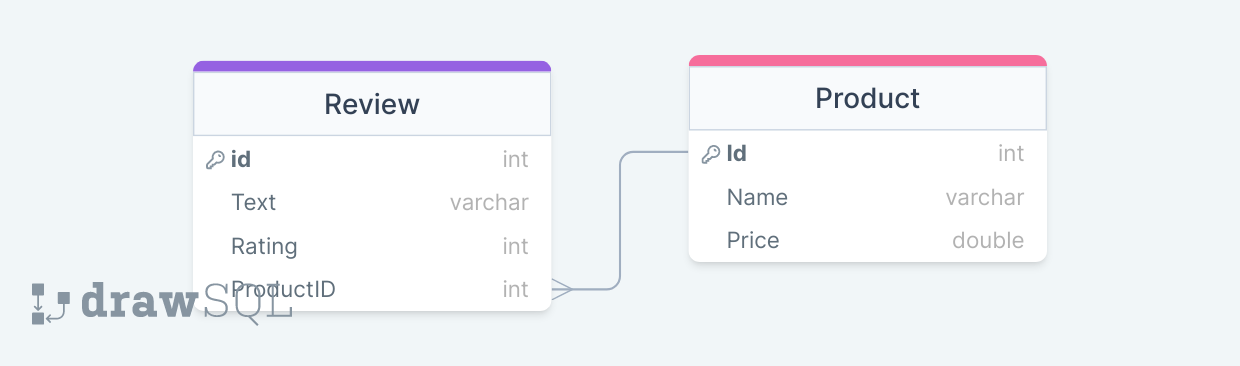 Review
id int
Text varchar
Rating int
ProductID int
drawSQL
Product
Id int
Name varchar
Price double